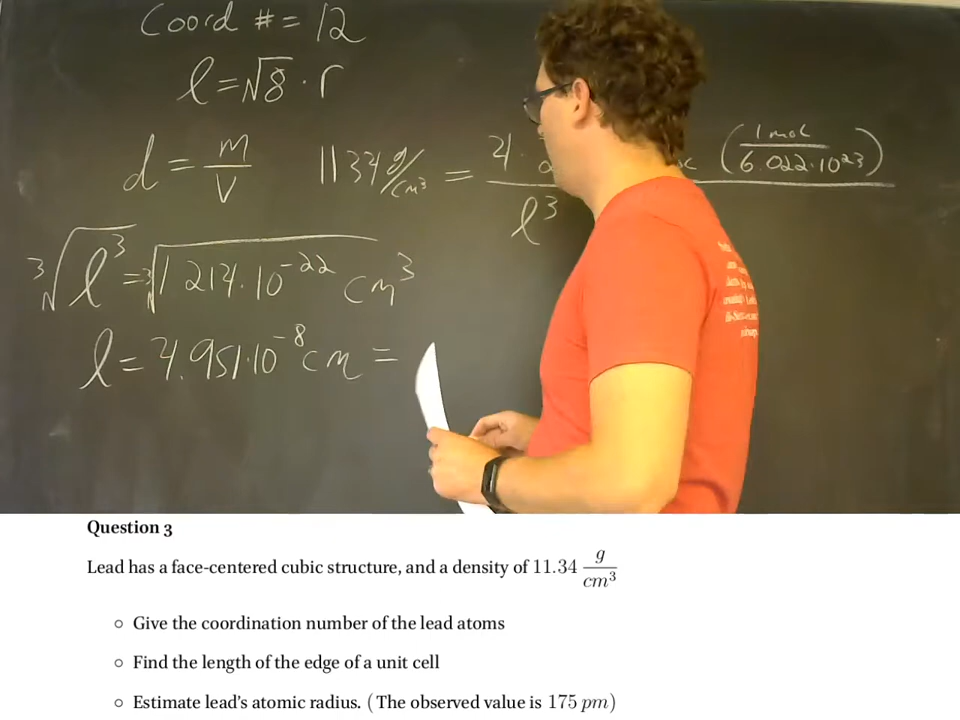 Coord # = 12
l = √8 · r
d = m/V 1134 g/cm³ = 4 · ( 1 mol / 6.022·10²³ ) / l³
³√l³ = ³√1 214·10⁻²² cm³
l = 4.951·10⁻⁸ cm =
Question 3
Lead has a face-centered cubic structure, and a density of 11.34 g/cm³
○ Give the coordination number of the lead atoms
○ Find the length of the edge of a unit cell
○ Estimate lead's atomic radius. (The observed value is 175 pm)